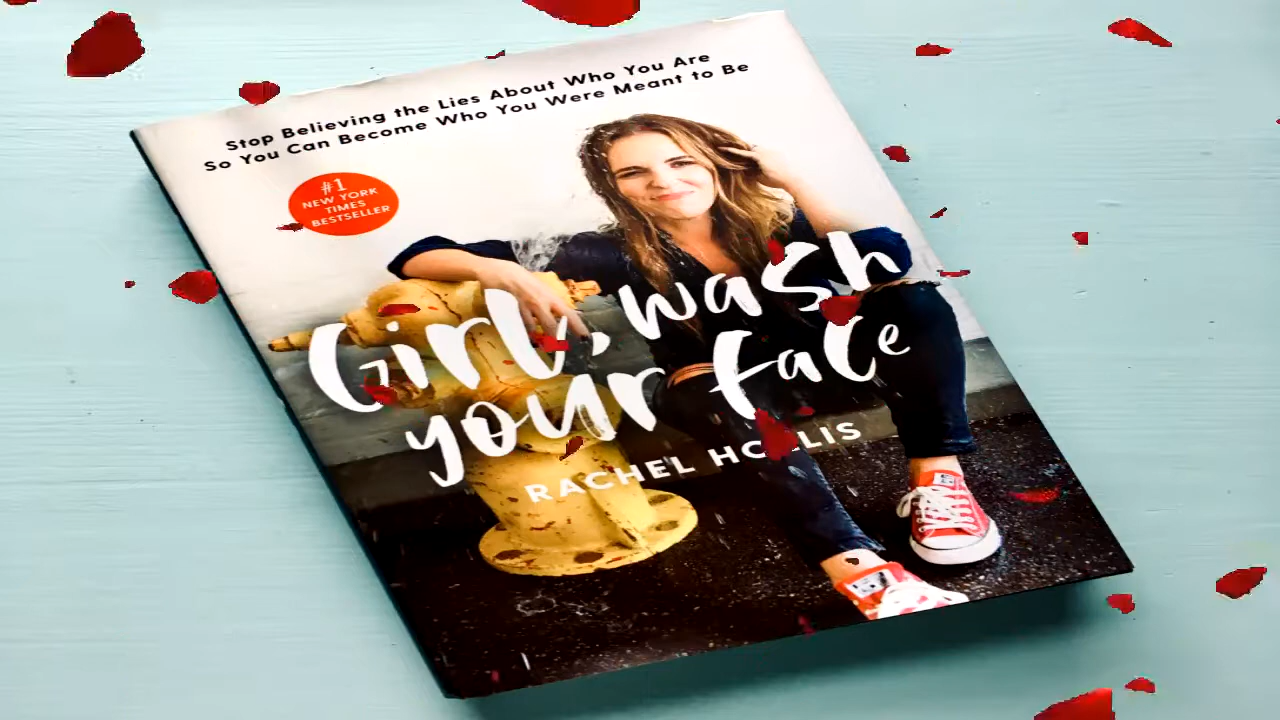 Stop Believing the Lies About Who You Are
So You Can Become Who You Were Meant to Be
#1
NEW YORK
TIMES
BESTSELLER
Girl, wash
your face
RACHEL HOLLIS